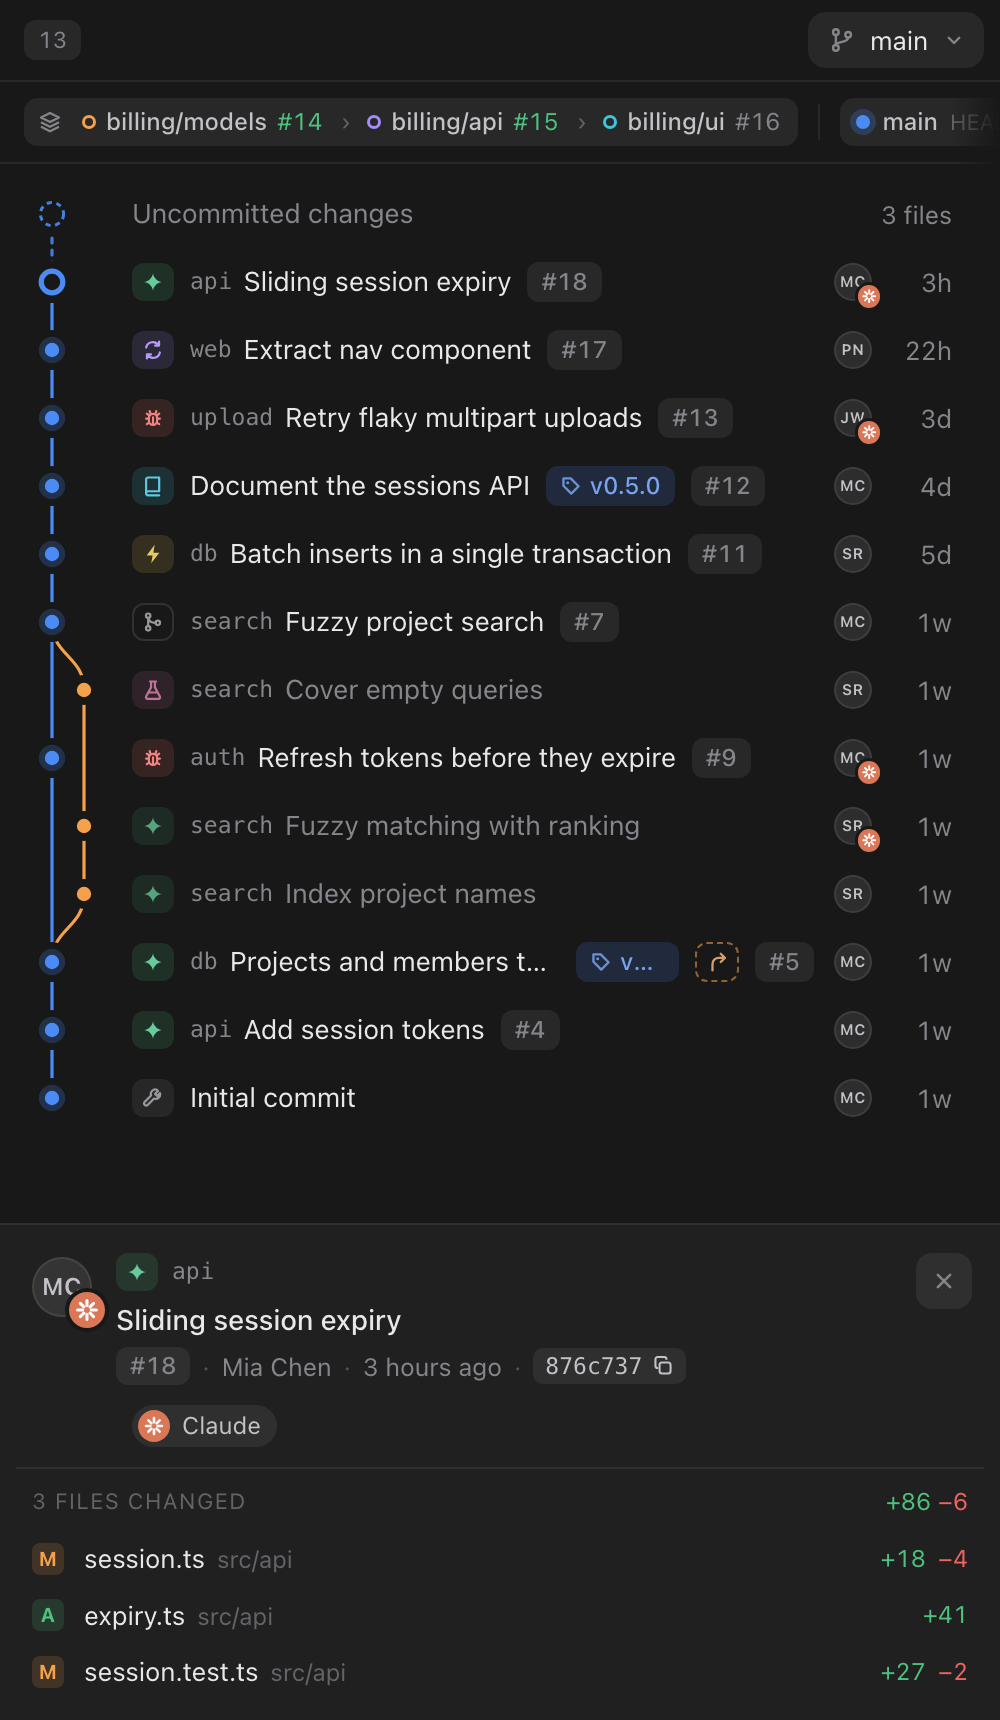 13 main
billing/models #14 › billing/api #15 › billing/ui #16 main HEA
Uncommitted changes 3 files
api Sliding session expiry #18 MC 3h
web Extract nav component #17 PN 22h
upload Retry flaky multipart uploads #13 JW 3d
Document the sessions API v0.5.0 #12 MC 4d
db Batch inserts in a single transaction #11 SR 5d
search Fuzzy project search #7 MC 1w
search Cover empty queries SR 1w
auth Refresh tokens before they expire #9 MC 1w
search Fuzzy matching with ranking SR 1w
search Index project names SR 1w
db Projects and members t... v... #5 MC 1w
api Add session tokens #4 MC 1w
Initial commit MC 1w
MC api
Sliding session expiry
#18 · Mia Chen · 3 hours ago · 876c737
Claude
3 FILES CHANGED +86 −6
M session.ts src/api +18 −4
A expiry.ts src/api +41
M session.test.ts src/api +27 −2